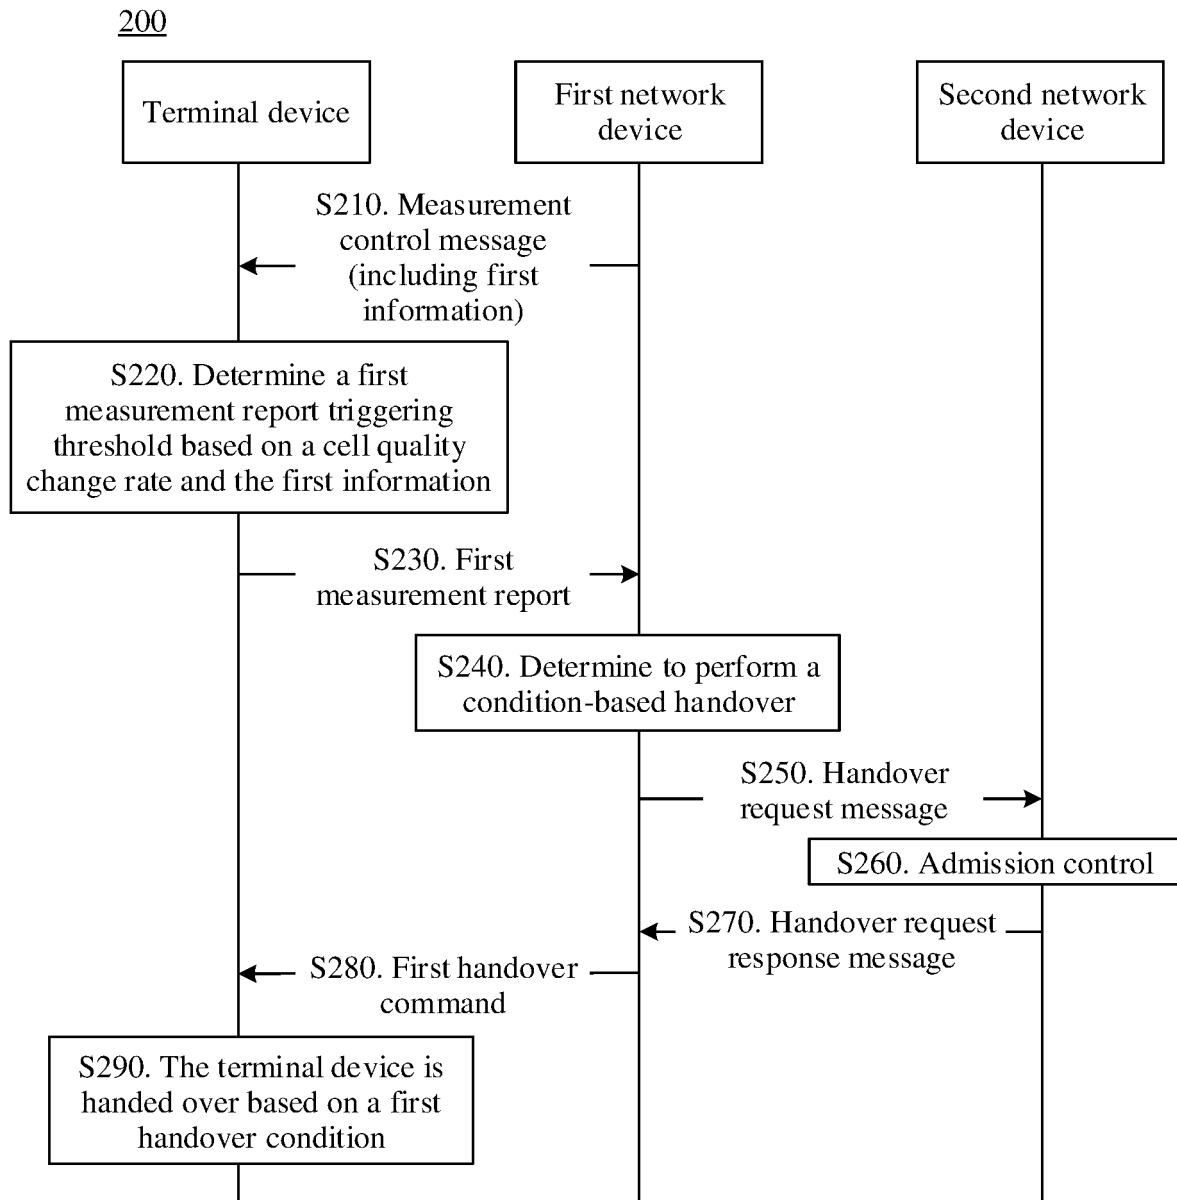 200
Terminal device
First network
device
Second network
device
S210. Measurement
control message
(including first
information)
S220. Determine a first
measurement report triggering
threshold based on a cell quality
change rate and the first information
S230. First
measurement report
S240. Determine to perform a
condition-based handover
S250. Handover
request message
S260. Admission control
S270. Handover request
response message
S280. First handover
command
S290. The terminal device is
handed over based on a first
handover condition